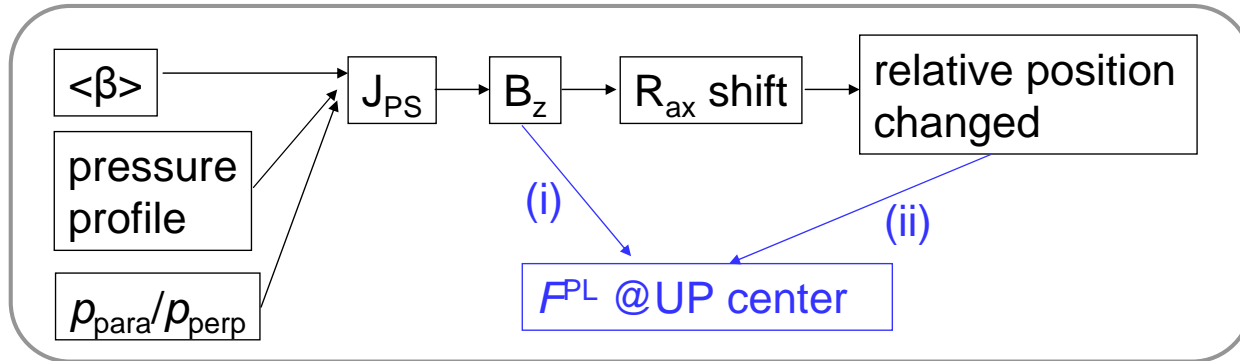 <β>
pressure
profile
p_para/p_perp
J_PS
B_z
R_ax shift
relative position
changed
(i)
(ii)
F^PL @UP center